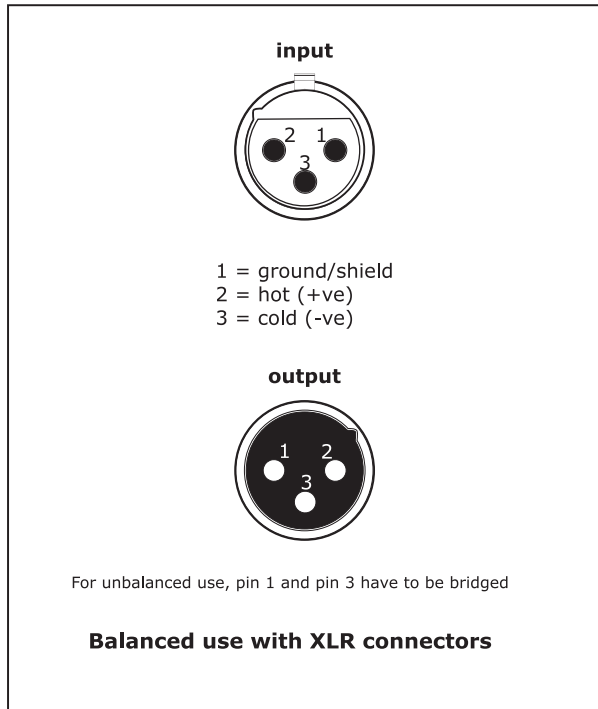 input
2 1
3
1 = ground/shield
2 = hot (+ve)
3 = cold (-ve)
output
1 2
3
For unbalanced use, pin 1 and pin 3 have to be bridged
Balanced use with XLR connectors